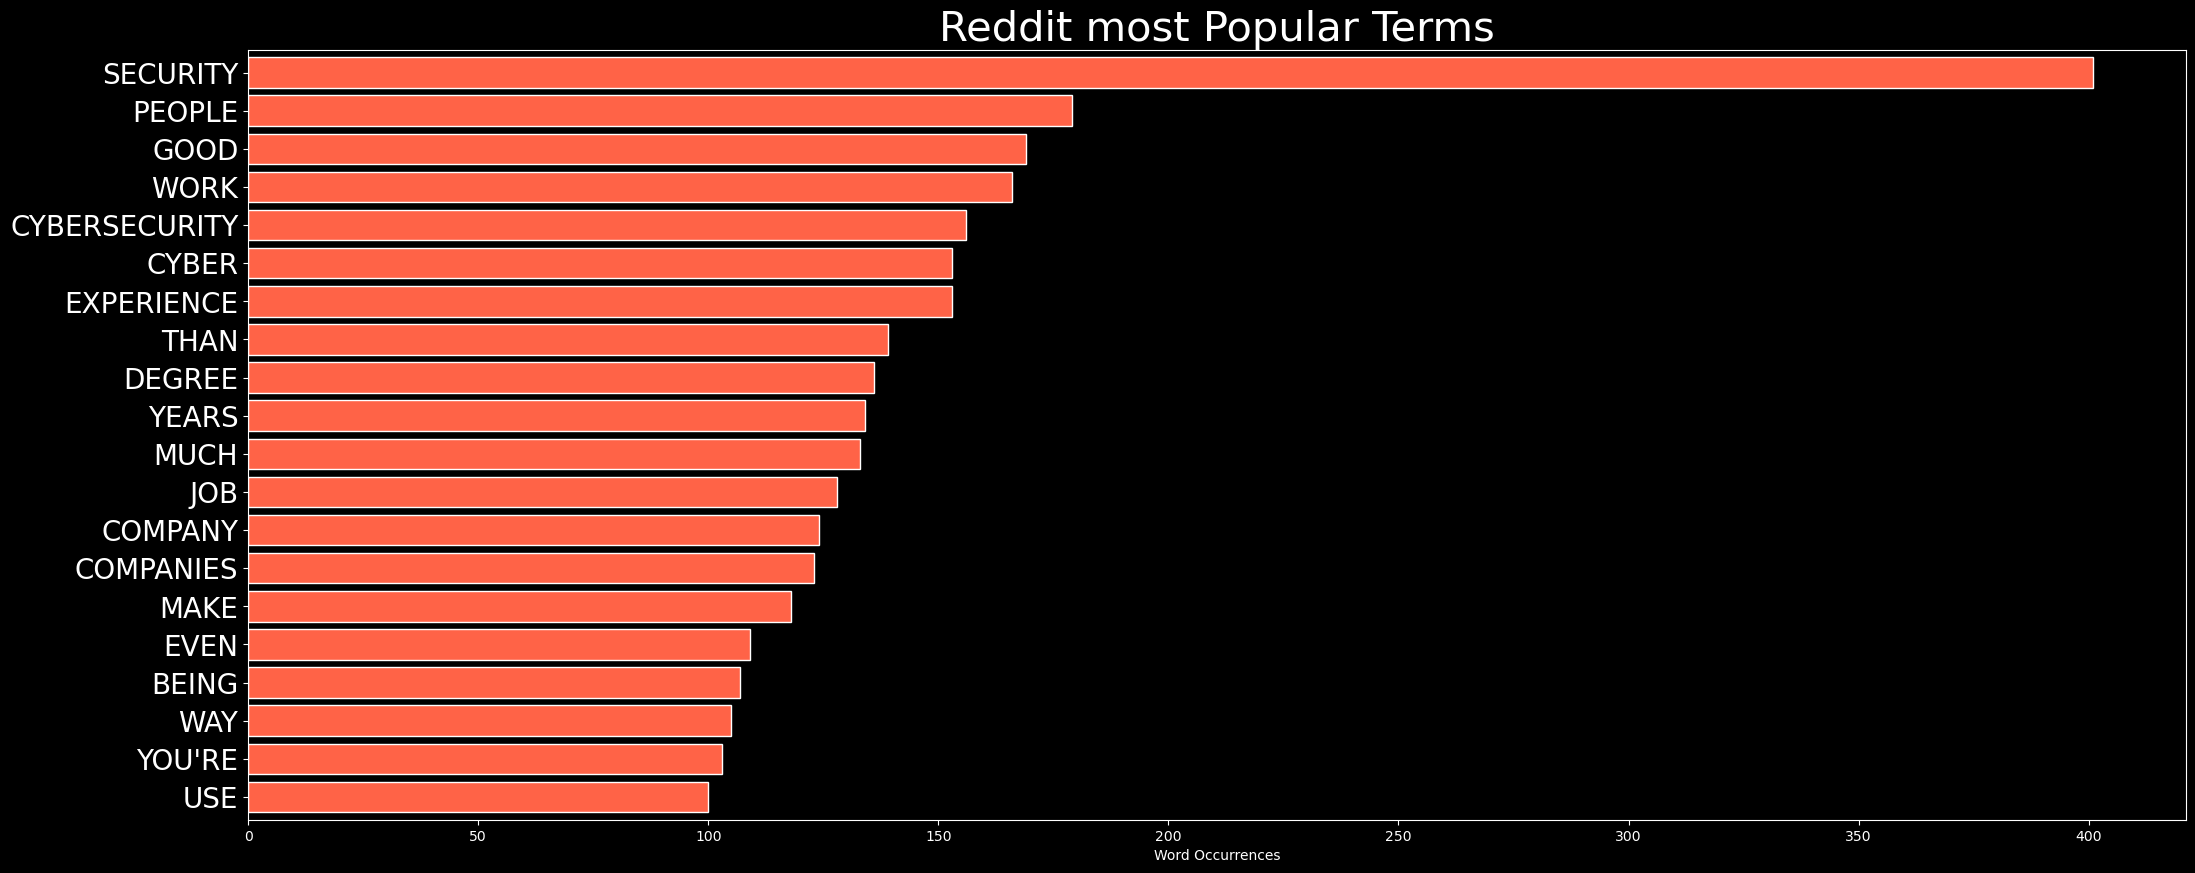 Reddit most Popular Terms
SECURITY
PEOPLE
GOOD
WORK
CYBERSECURITY
CYBER
EXPERIENCE
THAN
DEGREE
YEARS
MUCH
JOB
COMPANY
COMPANIES
MAKE
EVEN
BEING
WAY
YOU'RE
USE
0 50 100 150 200 250 300 350 400
Word Occurrences